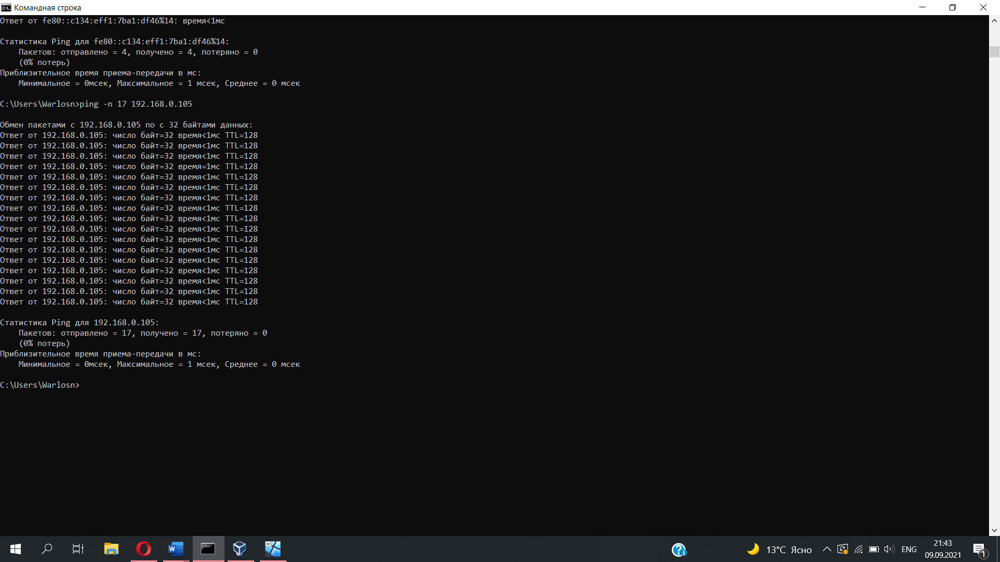 Командная строка
Ответ от fe80::c134:eff1:7ba1:df46%14: время<1мс
Статистика Ping для fe80::c134:eff1:7ba1:df46%14:
Пакетов: отправлено = 4, получено = 4, потеряно = 0
(0% потерь)
Приблизительное время приема-передачи в мс:
Минимальное = 0мсек, Максимальное = 1 мсек, Среднее = 0 мсек
C:\Users\Warlosn>ping -n 17 192.168.0.105
Обмен пакетами с 192.168.0.105 по с 32 байтами данных:
Ответ от 192.168.0.105: число байт=32 время<1мс TTL=128
Ответ от 192.168.0.105: число байт=32 время<1мс TTL=128
Ответ от 192.168.0.105: число байт=32 время<1мс TTL=128
Ответ от 192.168.0.105: число байт=32 время=1мс TTL=128
Ответ от 192.168.0.105: число байт=32 время<1мс TTL=128
Ответ от 192.168.0.105: число байт=32 время<1мс TTL=128
Ответ от 192.168.0.105: число байт=32 время<1мс TTL=128
Ответ от 192.168.0.105: число байт=32 время<1мс TTL=128
Ответ от 192.168.0.105: число байт=32 время<1мс TTL=128
Ответ от 192.168.0.105: число байт=32 время<1мс TTL=128
Ответ от 192.168.0.105: число байт=32 время<1мс TTL=128
Ответ от 192.168.0.105: число байт=32 время<1мс TTL=128
Ответ от 192.168.0.105: число байт=32 время<1мс TTL=128
Ответ от 192.168.0.105: число байт=32 время<1мс TTL=128
Ответ от 192.168.0.105: число байт=32 время<1мс TTL=128
Ответ от 192.168.0.105: число байт=32 время<1мс TTL=128
Ответ от 192.168.0.105: число байт=32 время<1мс TTL=128
Статистика Ping для 192.168.0.105:
Пакетов: отправлено = 17, получено = 17, потеряно = 0
(0% потерь)
Приблизительное время приема-передачи в мс:
Минимальное = 0мсек, Максимальное = 1 мсек, Среднее = 0 мсек
C:\Users\Warlosn>
13°C Ясно
ENG
21:43
09.09.2021
1